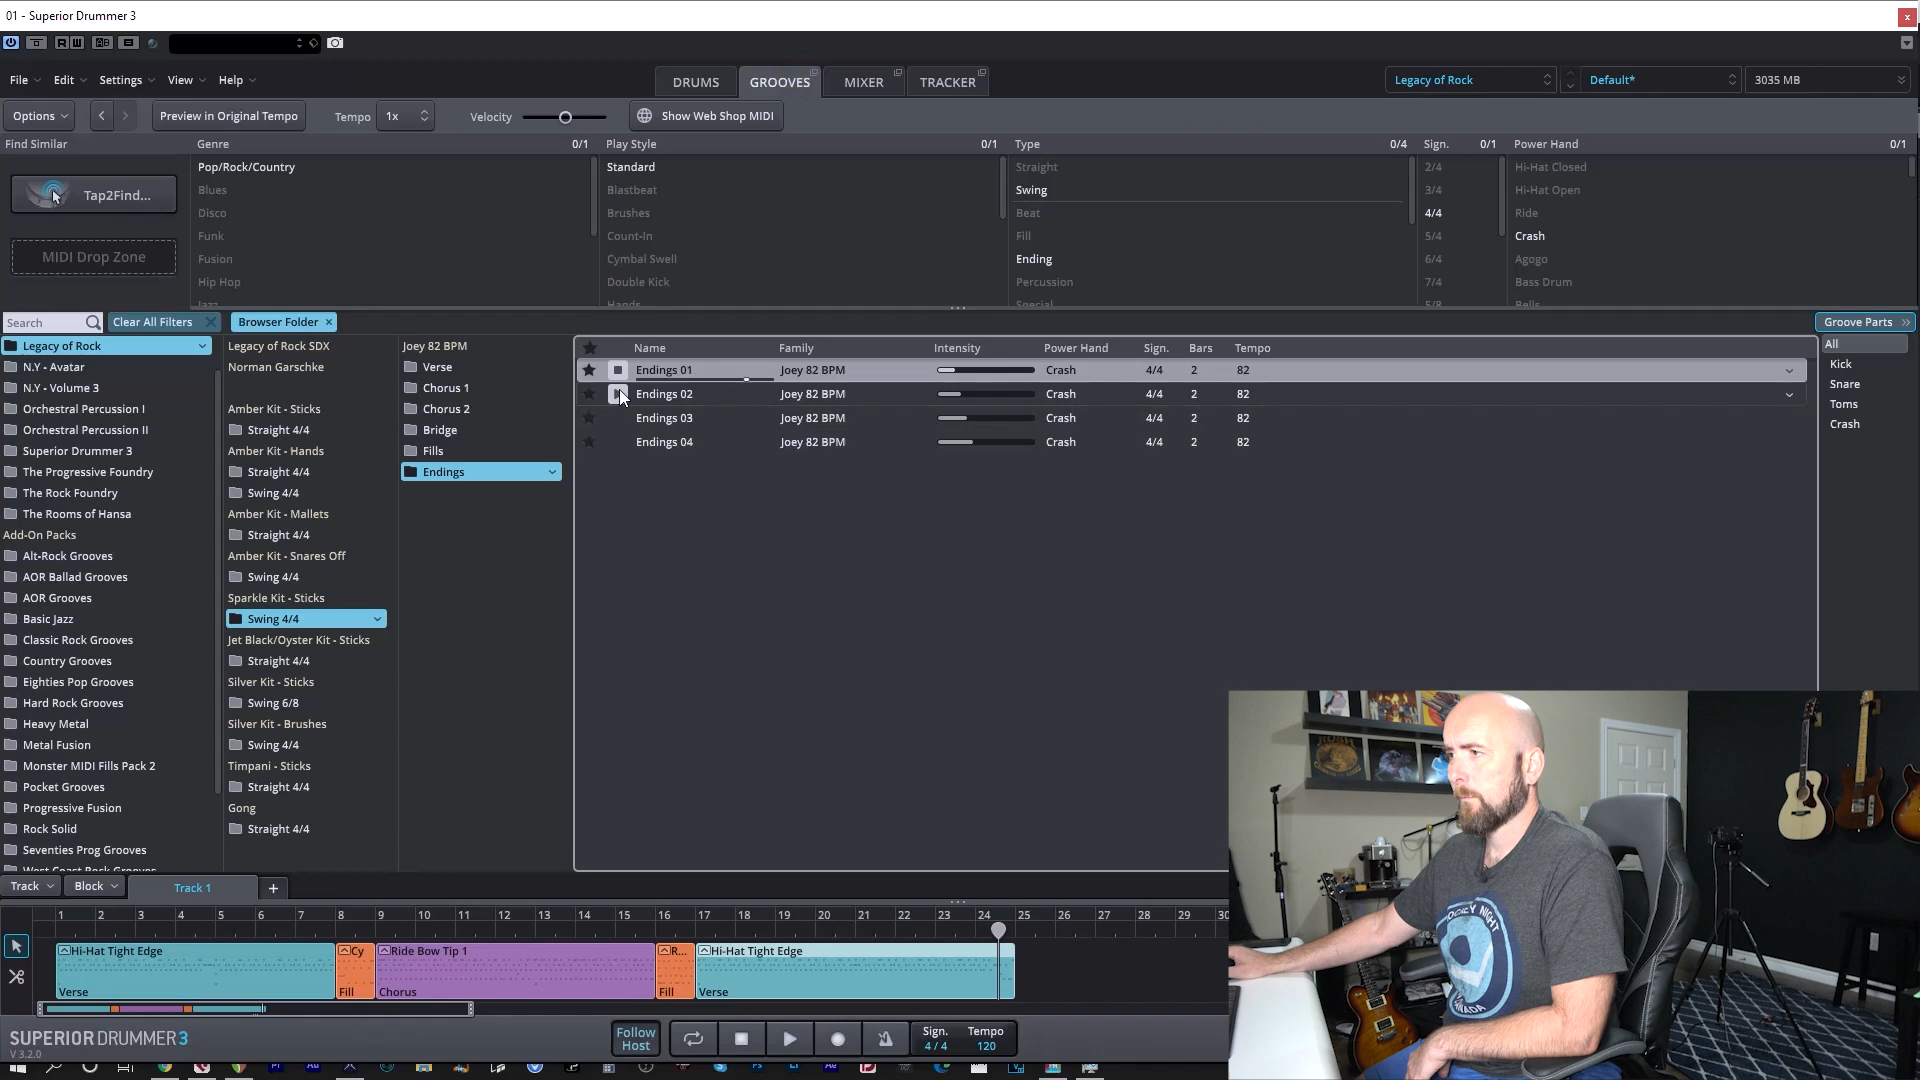 01 - Superior Drummer 3
x
File Edit Settings View Help
DRUMS GROOVES MIXER TRACKER
Legacy of Rock Default* 3035 MB
Options Preview in Original Tempo Tempo 1x Velocity Show Web Shop MIDI
Find Similar Genre 0/1 Play Style 0/1 Type 0/4 Sign. 0/1 Power Hand 0/1
Pop/Rock/Country Standard Straight 2/4 Hi-Hat Closed
Tap2Find... Blues Blastbeat Swing 3/4 Hi-Hat Open
Disco Brushes Beat 4/4 Ride
Funk Count-In Fill 5/4 Crash
MIDI Drop Zone Fusion Cymbal Swell Ending 6/4 Agogo
Hip Hop Double Kick Percussion 7/4 Bass Drum
Jazz Hands Special 5/8 Bells
Search Clear All Filters X Browser Folder × Groove Parts
Legacy of Rock
N.Y - Avatar
N.Y - Volume 3
Orchestral Percussion I
Orchestral Percussion II
Superior Drummer 3
The Progressive Foundry
The Rock Foundry
The Rooms of Hansa
Add-On Packs
Alt-Rock Grooves
AOR Ballad Grooves
AOR Grooves
Basic Jazz
Classic Rock Grooves
Country Grooves
Eighties Pop Grooves
Hard Rock Grooves
Heavy Metal
Metal Fusion
Monster MIDI Fills Pack 2
Pocket Grooves
Progressive Fusion
Rock Solid
Seventies Prog Grooves
West Coast Rock Grooves
Legacy of Rock SDX
Norman Garschke
Amber Kit - Sticks
Straight 4/4
Amber Kit - Hands
Straight 4/4
Swing 4/4
Amber Kit - Mallets
Straight 4/4
Amber Kit - Snares Off
Swing 4/4
Sparkle Kit - Sticks
Swing 4/4
Jet Black/Oyster Kit - Sticks
Straight 4/4
Silver Kit - Sticks
Swing 6/8
Silver Kit - Brushes
Swing 4/4
Timpani - Sticks
Straight 4/4
Gong
Straight 4/4
Joey 82 BPM
Verse
Chorus 1
Chorus 2
Bridge
Fills
Endings
Name Family Intensity Power Hand Sign. Bars Tempo
Endings 01 Joey 82 BPM Crash 4/4 2 82
Endings 02 Joey 82 BPM Crash 4/4 2 82
Endings 03 Joey 82 BPM Crash 4/4 2 82
Endings 04 Joey 82 BPM Crash 4/4 2 82
All
Kick
Snare
Toms
Crash
Track Block Track 1 +
1 2 3 4 5 6 7 8 9 10 11 12 13 14 15 16 17 18 19 20 21 22 23 24 25 26 27 28 29 30
Hi-Hat Tight Edge Cy Ride Bow Tip 1 R... Hi-Hat Tight Edge
Verse Fill Chorus Fill Verse
SUPERIOR DRUMMER 3
V 3.2.0
Follow
Host
Sign. Tempo
4 / 4 120
RUSH
HOCKEY NIGHT
CANADA